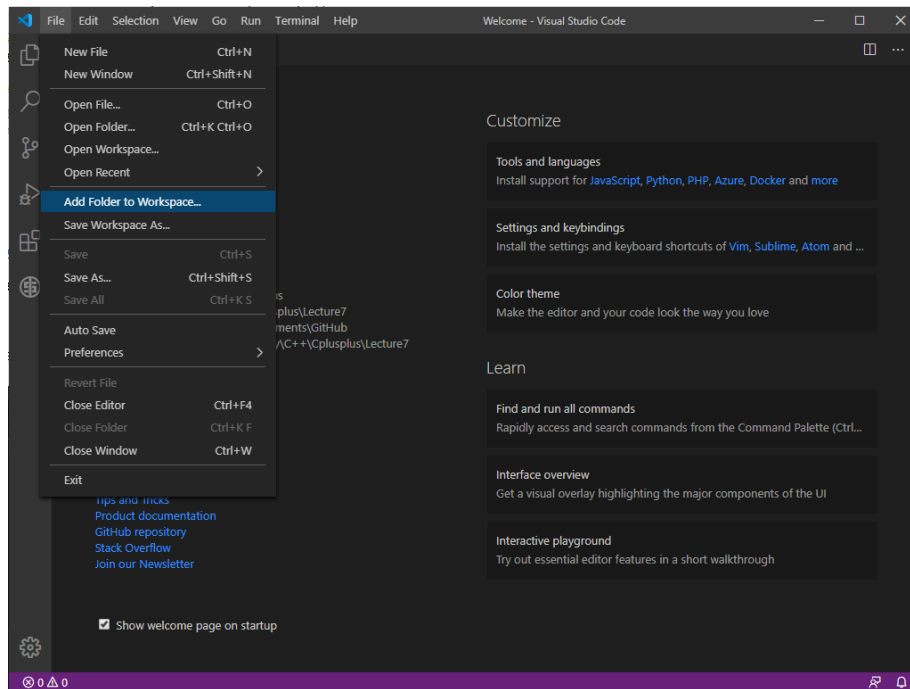 File Edit Selection View Go Run Terminal Help Welcome - Visual Studio Code
New File Ctrl+N
New Window Ctrl+Shift+N
Open File... Ctrl+O
Open Folder... Ctrl+K Ctrl+O
Open Workspace...
Open Recent
Add Folder to Workspace...
Save Workspace As...
Save Ctrl+S
Save As... Ctrl+Shift+S
Save All Ctrl+K S
Auto Save
Preferences
Revert File
Close Editor Ctrl+F4
Close Folder Ctrl+K F
Close Window Ctrl+W
Exit
plus\Lecture7
ments\GitHub
\C++\Cplusplus\Lecture7
Tips and Tricks
Product documentation
GitHub repository
Stack Overflow
Join our Newsletter
Show welcome page on startup
Customize
Tools and languages
Install support for JavaScript, Python, PHP, Azure, Docker and more
Settings and keybindings
Install the settings and keyboard shortcuts of Vim, Sublime, Atom and ...
Color theme
Make the editor and your code look the way you love
Learn
Find and run all commands
Rapidly access and search commands from the Command Palette (Ctrl...
Interface overview
Get a visual overlay highlighting the major components of the UI
Interactive playground
Try out essential editor features in a short walkthrough
0 0